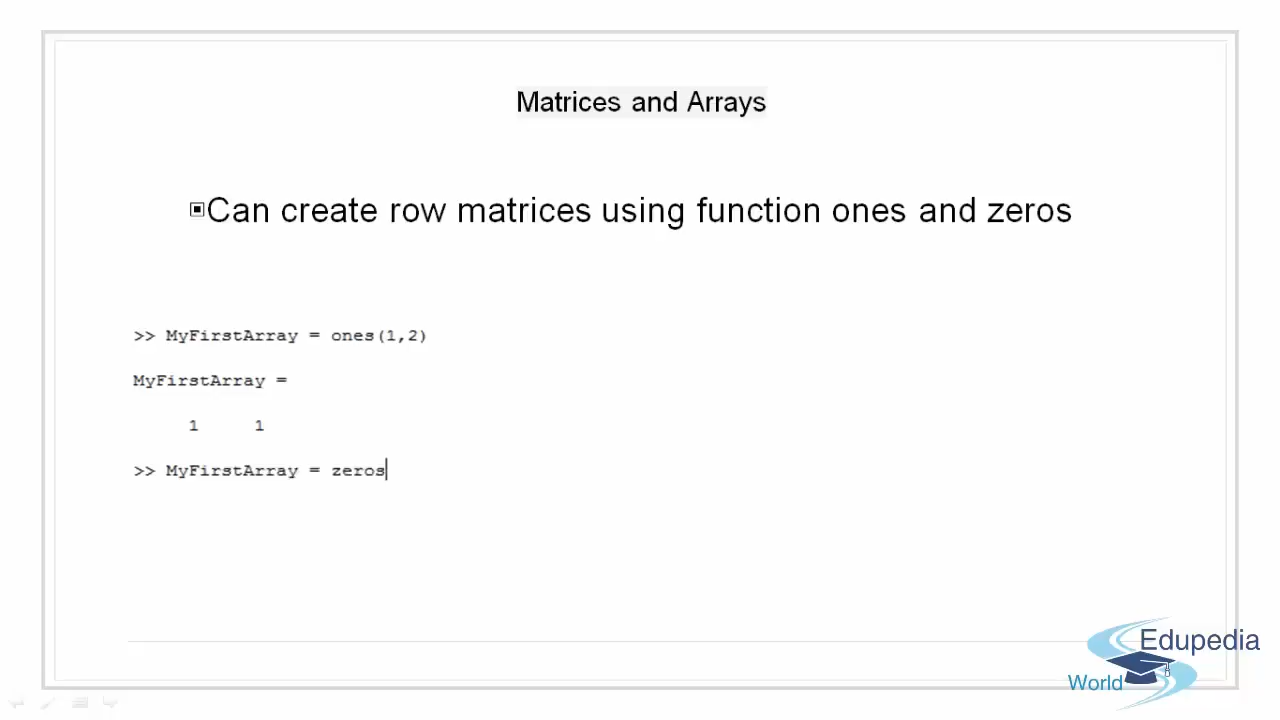 Matrices and Arrays
Can create row matrices using function ones and zeros
>> MyFirstArray = ones(1,2)
MyFirstArray =
1 1
>> MyFirstArray = zeros
Edupedia
World